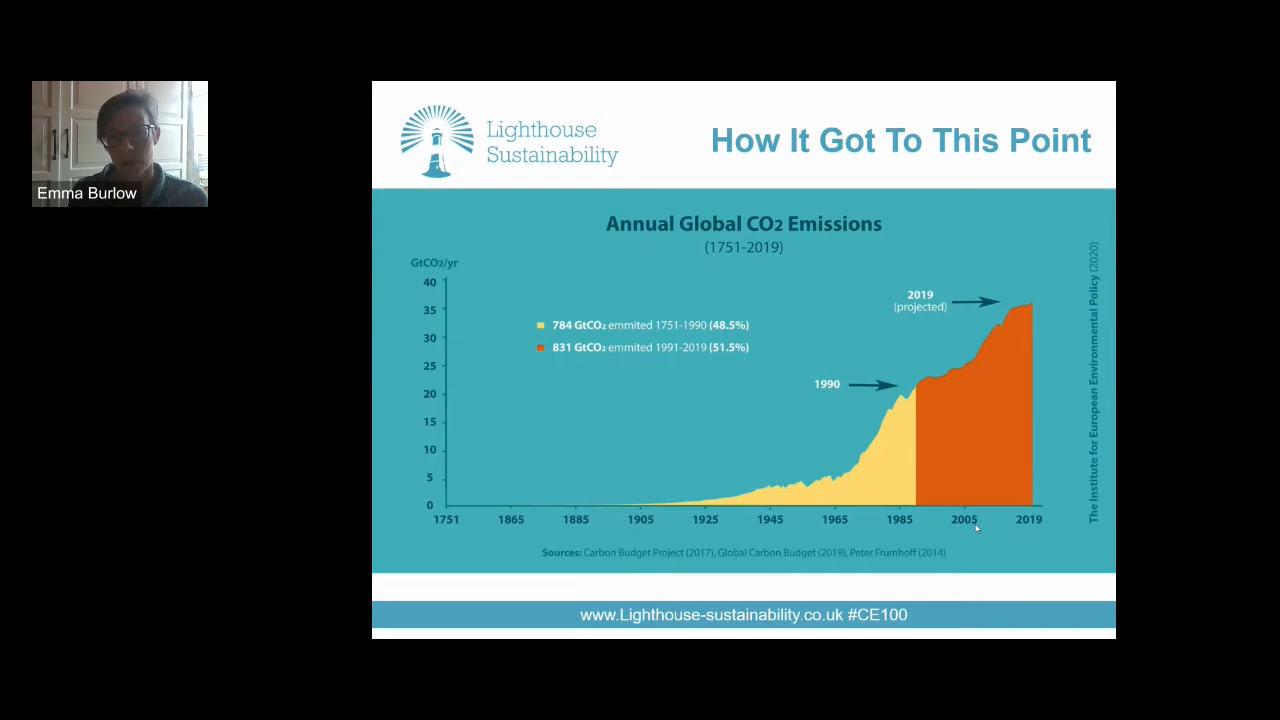 Emma Burlow
Lighthouse
Sustainability
How It Got To This Point
Annual Global CO2 Emissions
(1751-2019)
GtCO2/yr
40
35
30
25
20
15
10
5
0
784 GtCO2 emmited 1751-1990 (48.5%)
831 GtCO2 emmited 1991-2019 (51.5%)
2019
(projected)
1990
1751 1865 1885 1905 1925 1945 1965 1985 2005 2019
The Institute for European Environmental Policy (2020)
Sources: Carbon Budget Project (2017), Global Carbon Budget (2019), Peter Frumhoff (2014)
www.Lighthouse-sustainability.co.uk #CE100